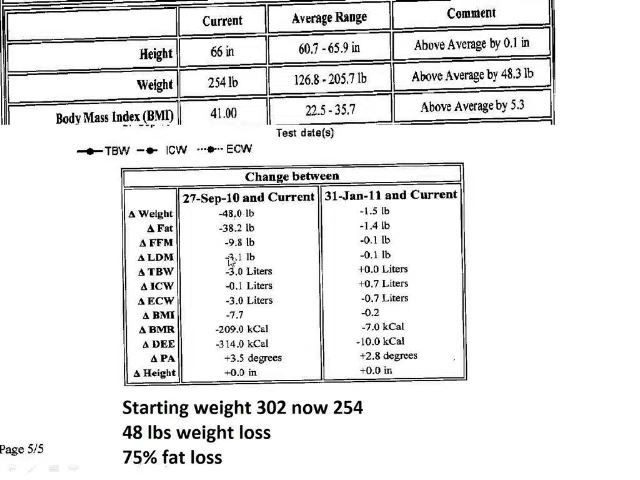 Current Average Range Comment
Height 66 in 60.7 - 65.9 in Above Average by 0.1 in
Weight 254 lb 126.8 - 205.7 lb Above Average by 48.3 lb
Body Mass Index (BMI) 41.00 22.5 - 35.7 Above Average by 5.3
Test date(s)
TBW ICW ECW
Change between
27-Sep-10 and Current 31-Jan-11 and Current
Δ Weight -48.0 lb -1.5 lb
Δ Fat -38.2 lb -1.4 lb
Δ FFM -9.8 lb -0.1 lb
Δ LDM .1 lb -0.1 lb
Δ TBW -3.0 Liters +0.0 Liters
Δ ICW -0.1 Liters +0.7 Liters
Δ ECW -3.0 Liters -0.7 Liters
Δ BMI -7.7 -0.2
Δ BMR -209.0 kCal -7.0 kCal
Δ DEE -314.0 kCal -10.0 kCal
Δ PA +3.5 degrees +2.8 degrees
Δ Height +0.0 in +0.0 in
Starting weight 302 now 254
48 lbs weight loss
Page 5/5
75% fat loss